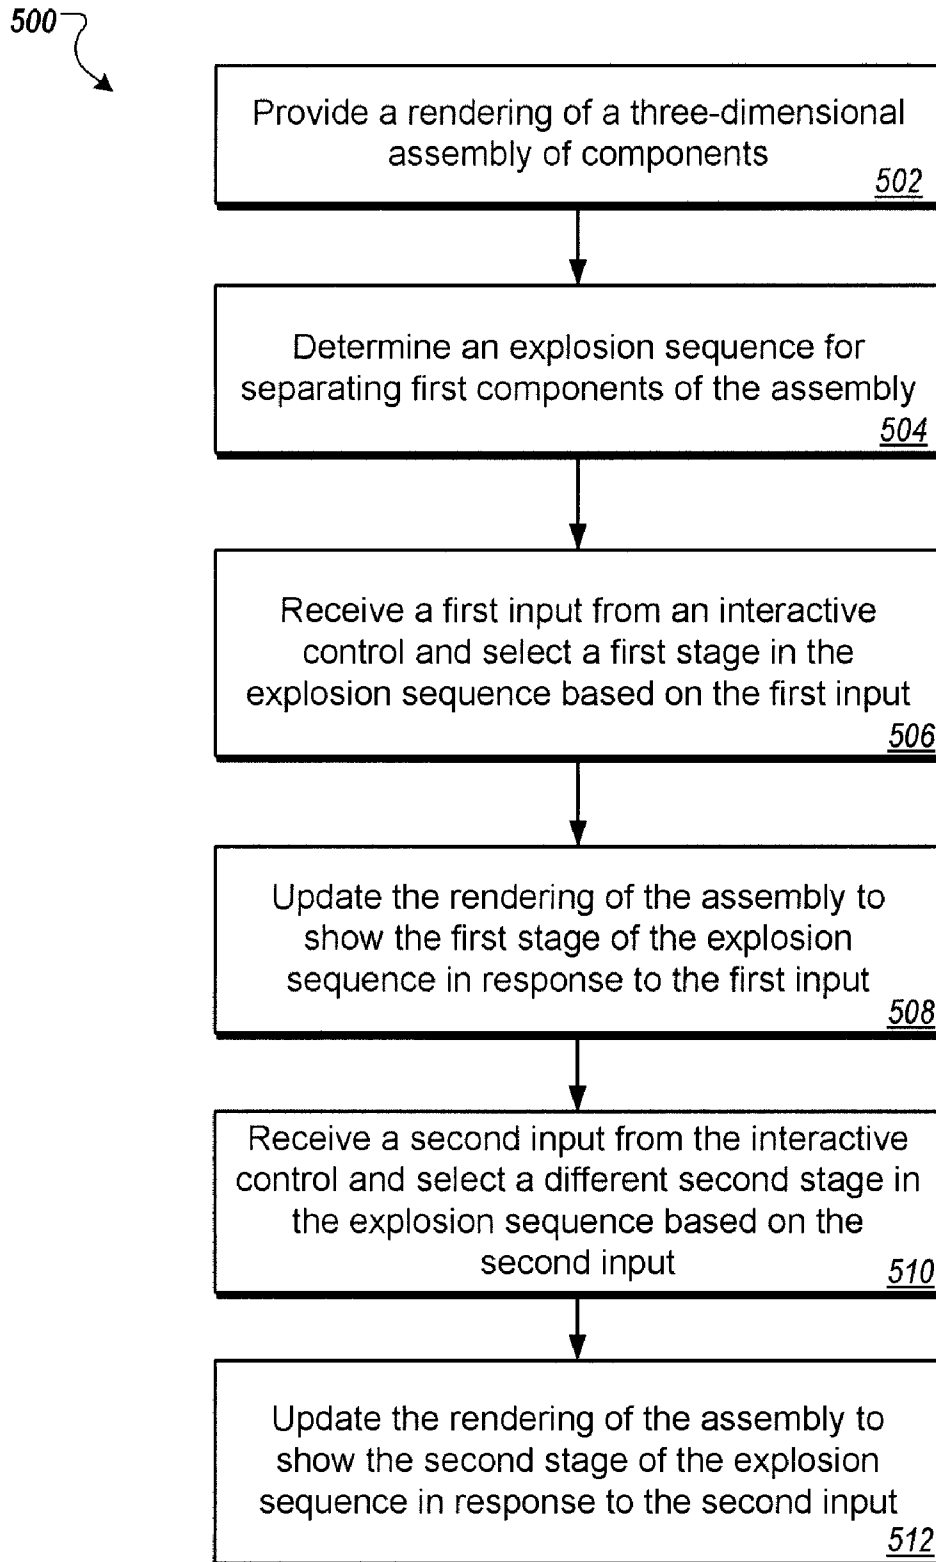 500
Provide a rendering of a three-dimensional
assembly of components
502
Determine an explosion sequence for
separating first components of the assembly
504
Receive a first input from an interactive
control and select a first stage in the
explosion sequence based on the first input
506
Update the rendering of the assembly to
show the first stage of the explosion
sequence in response to the first input
508
Receive a second input from the interactive
control and select a different second stage in
the explosion sequence based on the
second input
510
Update the rendering of the assembly to
show the second stage of the explosion
sequence in response to the second input
512